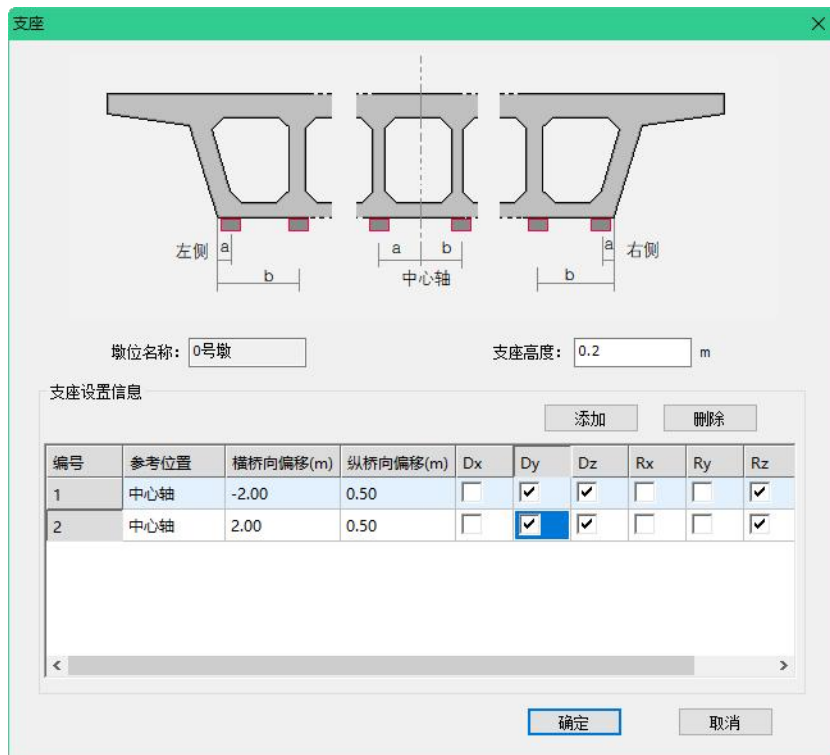 支座
左侧 a b
a b
中心轴
a b 右侧
墩位名称: 0号墩 支座高度: 0.2 m
支座设置信息
添加 删除
编号 参考位置 横桥向偏移(m) 纵桥向偏移(m) Dx Dy Dz Rx Ry Rz
1 中心轴 -2.00 0.50
2 中心轴 2.00 0.50
确定 取消